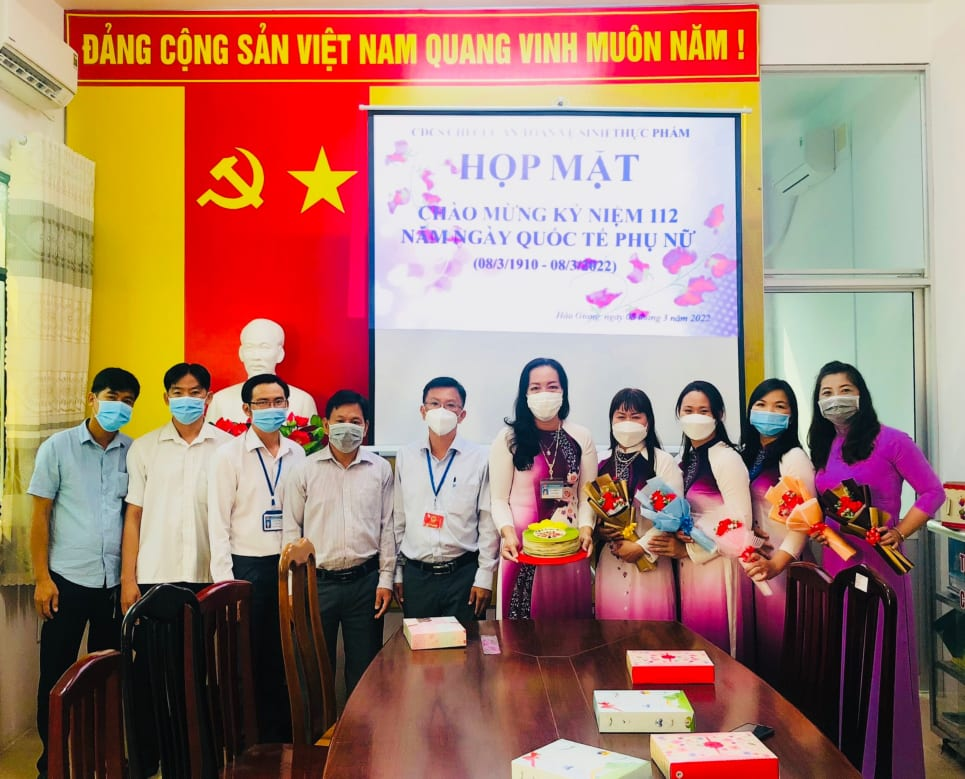 ĐẢNG CỘNG SẢN VIỆT NAM QUANG VINH MUÔN NĂM !
CĐCS CHI CỤC AN TOÀN VỆ SINH THỰC PHẨM
HỌP MẶT
CHÀO MỪNG KỶ NIỆM 112
NĂM NGÀY QUỐC TẾ PHỤ NỮ
(08/3/1910 - 08/3/2022)
Hậu Giang, ngày 08 tháng 3 năm 2022